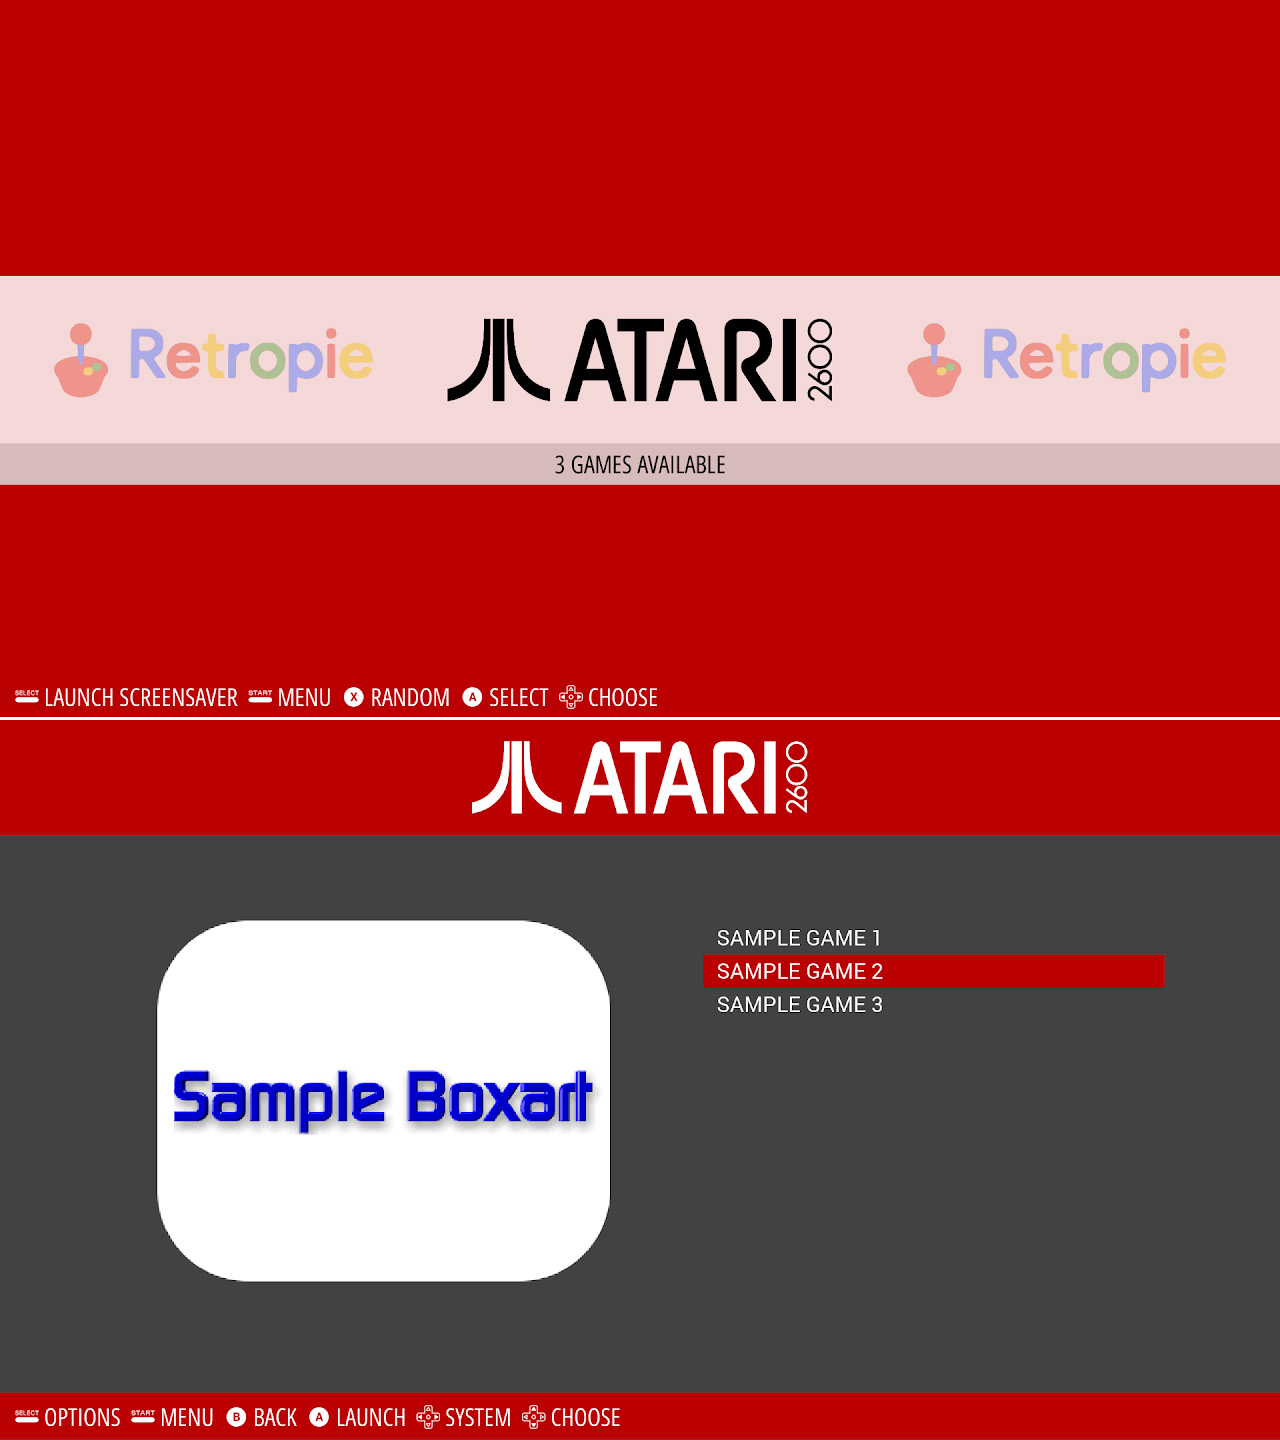 Retropie ATARI 2600 Retropie
3 GAMES AVAILABLE
SELECT LAUNCH SCREENSAVER START MENU X RANDOM A SELECT CHOOSE
ATARI 2600
SAMPLE GAME 1
SAMPLE GAME 2
SAMPLE GAME 3
Sample Boxart
SELECT OPTIONS START MENU B BACK A LAUNCH SYSTEM CHOOSE